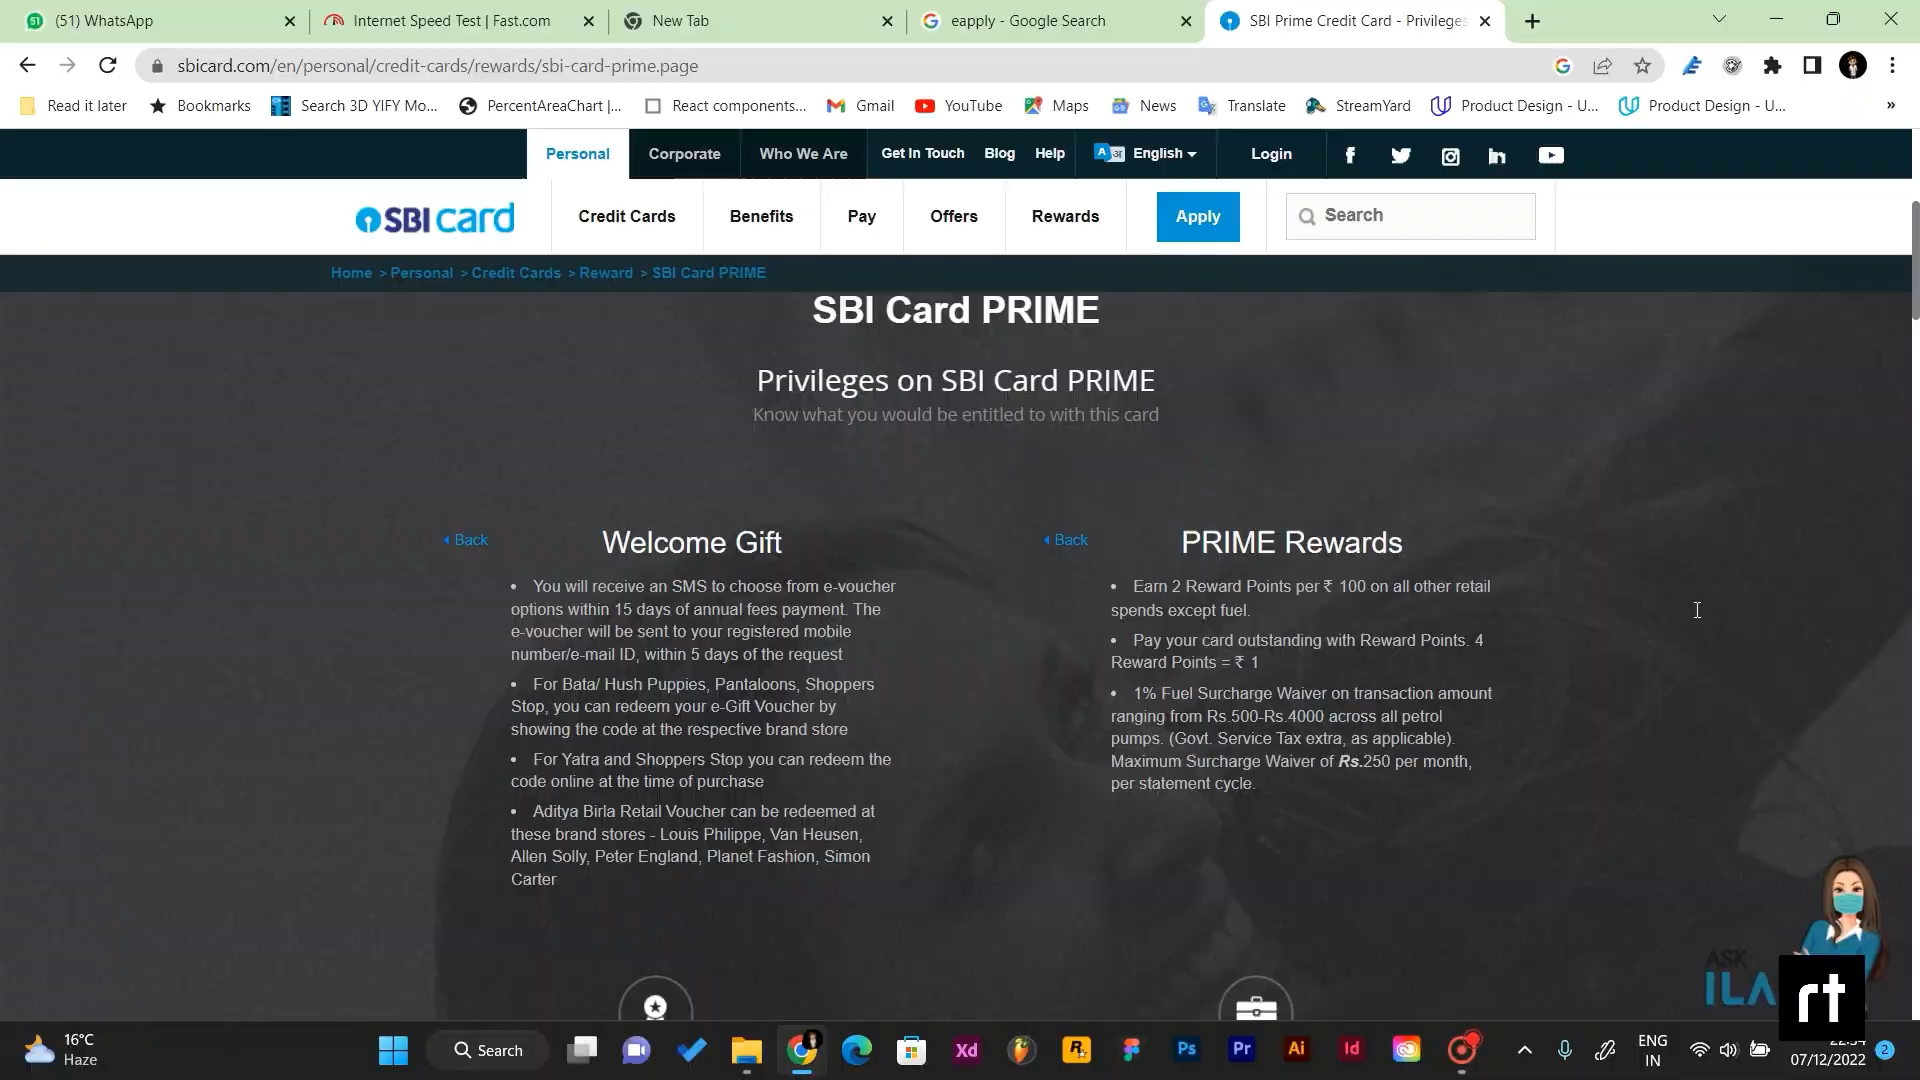 (51) WhatsApp
Internet Speed Test | Fast.com
New Tab
eapply - Google Search
SBI Prime Credit Card - Privileges
sbicard.com/en/personal/credit-cards/rewards/sbi-card-prime.page
Read it later
Bookmarks
Search 3D YIFY Mo...
PercentAreaChart |...
React components...
Gmail
YouTube
Maps
News
Translate
StreamYard
Product Design - U...
Product Design - U...
»
Personal
Corporate
Who We Are
Get In Touch
Blog
Help
English
Login
SBI card
Credit Cards
Benefits
Pay
Offers
Rewards
Apply
Search
Home > Personal > Credit Cards > Reward > SBI Card PRIME
SBI Card PRIME
Privileges on SBI Card PRIME
Know what you would be entitled to with this card
Back
Welcome Gift
• You will receive an SMS to choose from e-voucher
options within 15 days of annual fees payment. The
e-voucher will be sent to your registered mobile
number/e-mail ID, within 5 days of the request
• For Bata/ Hush Puppies, Pantaloons, Shoppers
Stop, you can redeem your e-Gift Voucher by
showing the code at the respective brand store
• For Yatra and Shoppers Stop you can redeem the
code online at the time of purchase
• Aditya Birla Retail Voucher can be redeemed at
these brand stores - Louis Philippe, Van Heusen,
Allen Solly, Peter England, Planet Fashion, Simon
Carter
Back
PRIME Rewards
• Earn 2 Reward Points per ₹ 100 on all other retail
spends except fuel.
• Pay your card outstanding with Reward Points. 4
Reward Points = ₹ 1
• 1% Fuel Surcharge Waiver on transaction amount
ranging from Rs.500-Rs.4000 across all petrol
pumps. (Govt. Service Tax extra, as applicable).
Maximum Surcharge Waiver of Rs.250 per month,
per statement cycle.
ASK
ILA
rt
16°C
Haze
Search
Xd
Ps
Pr
Ai
Id
ENG
IN
07/12/2022
2